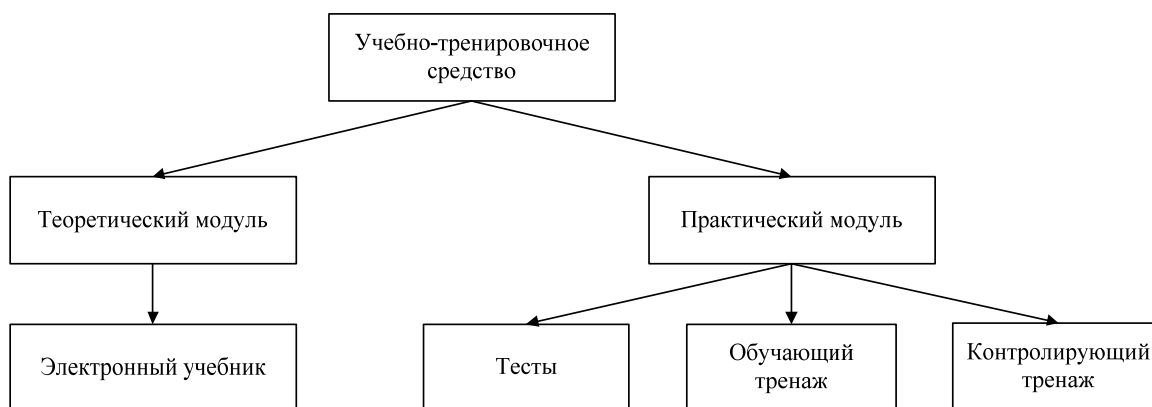 Учебно-тренировочное
средство
Теоретический модуль
Практический модуль
Электронный учебник
Тесты
Обучающий
тренаж
Контролирующий
тренаж